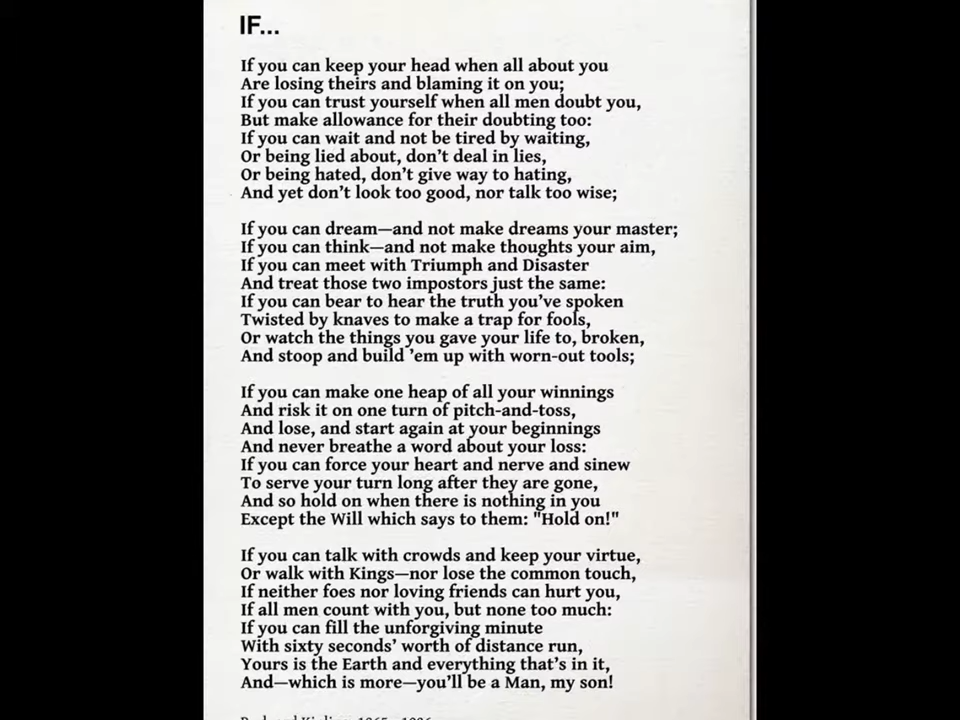 IF...
If you can keep your head when all about you
Are losing theirs and blaming it on you;
If you can trust yourself when all men doubt you,
But make allowance for their doubting too:
If you can wait and not be tired by waiting,
Or being lied about, don’t deal in lies,
Or being hated, don’t give way to hating,
And yet don’t look too good, nor talk too wise;
If you can dream—and not make dreams your master;
If you can think—and not make thoughts your aim,
If you can meet with Triumph and Disaster
And treat those two impostors just the same:
If you can bear to hear the truth you’ve spoken
Twisted by knaves to make a trap for fools,
Or watch the things you gave your life to, broken,
And stoop and build ’em up with worn-out tools;
If you can make one heap of all your winnings
And risk it on one turn of pitch-and-toss,
And lose, and start again at your beginnings
And never breathe a word about your loss:
If you can force your heart and nerve and sinew
To serve your turn long after they are gone,
And so hold on when there is nothing in you
Except the Will which says to them: "Hold on!"
If you can talk with crowds and keep your virtue,
Or walk with Kings—nor lose the common touch,
If neither foes nor loving friends can hurt you,
If all men count with you, but none too much:
If you can fill the unforgiving minute
With sixty seconds’ worth of distance run,
Yours is the Earth and everything that’s in it,
And—which is more—you’ll be a Man, my son!